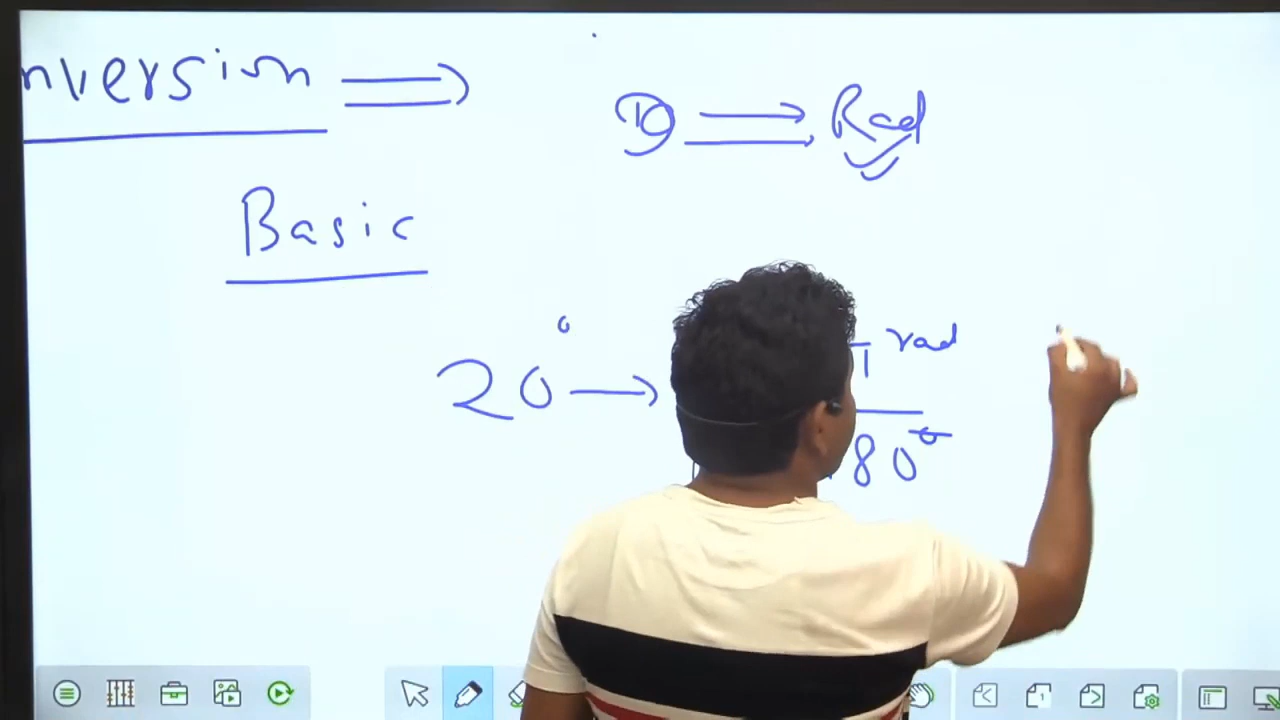 nversion ⟹
D ⟹ Rad
Basic
20° →
rad
80°